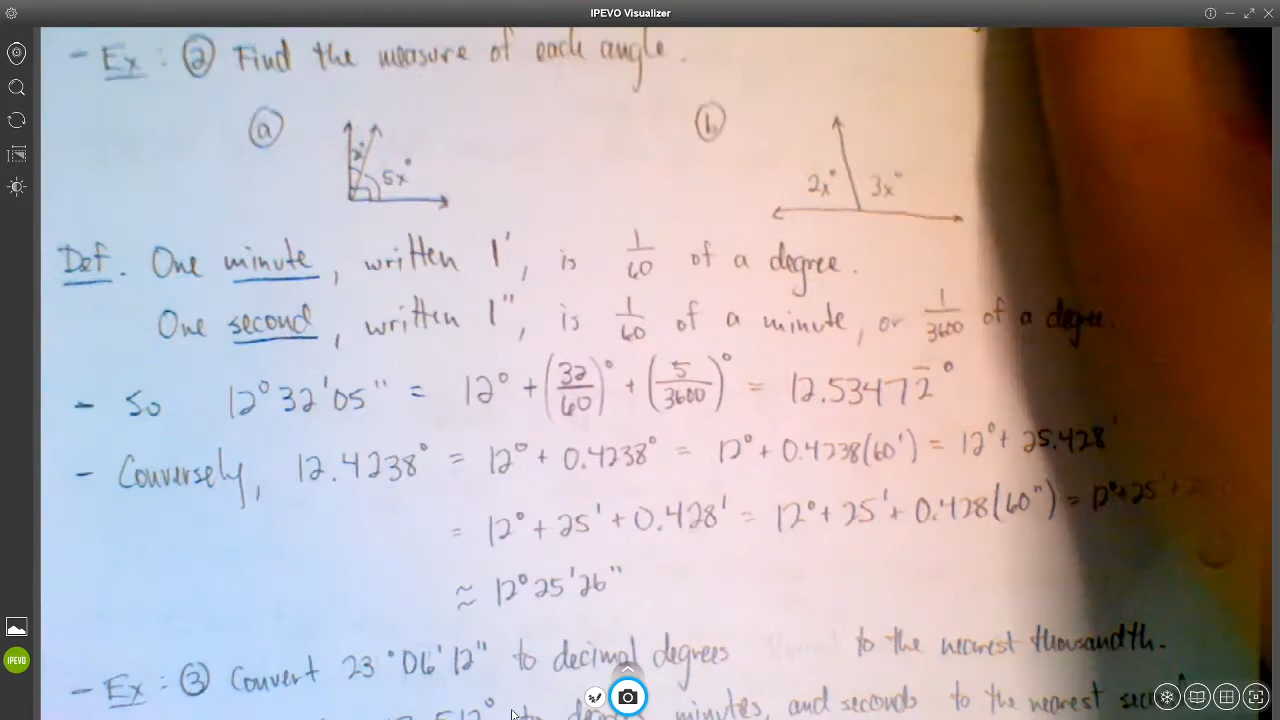 IPEVO Visualizer
- Ex: ② Find the measure of each angle.
ⓐ x° 5x° ⓑ 2x° 3x°
Def. One minute, written 1', is 1/60 of a degree.
One second, written 1", is 1/60 of a minute, or 1/3600 of a degree.
- So 12°32'05" = 12° + (32/60)° + (5/3600)° = 12.53472̅°
- Conversely, 12.4238° = 12° + 0.4238° = 12° + 0.4238(60') = 12° + 25.428'
= 12° + 25' + 0.428' = 12° + 25' + 0.428(60") = 12° + 25' +
≈ 12°25'26"
- Ex: ③ Convert 23°06'12" to decimal degrees to the nearest thousandth.
512° to degrees minutes, and seconds to the nearest second
IPEVO